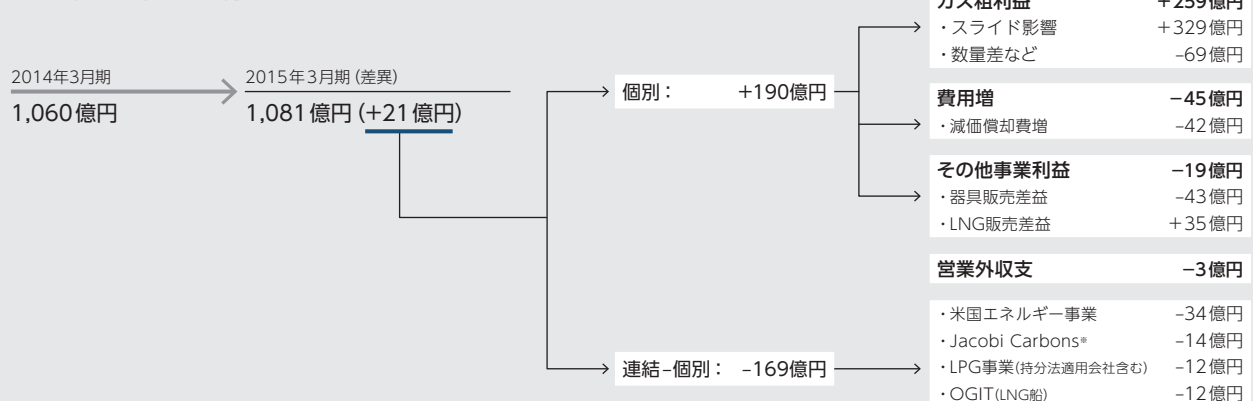 2014年3月期
1,060億円
2015年3月期 (差異)
1,081億円 (+21億円)
個別： +190億円
ガス粗利益 +259億円
・スライド影響 +329億円
・数量差など –69億円
費用増 –45億円
・減価償却費増 –42億円
その他事業利益 –19億円
・器具販売差益 –43億円
・LNG販売差益 +35億円
営業外収支 –3億円
連結–個別： –169億円
・米国エネルギー事業 –34億円
・Jacobi Carbons※ –14億円
・LPG事業(持分法適用会社含む) –12億円
・OGIT(LNG船) –12億円